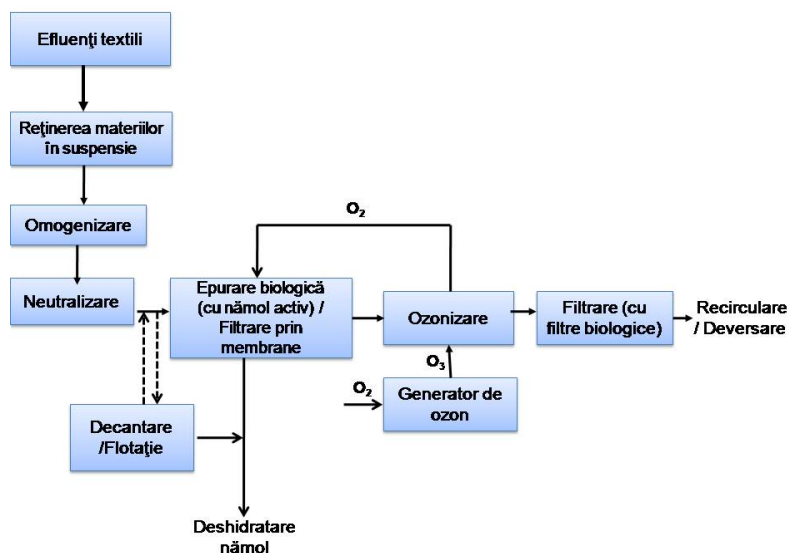 Efluenţi textili
Reţinerea materiilor
în suspensie
Omogenizare
Neutralizare
Decantare
/Flotaţie
Epurare biologică
(cu nămol activ) /
Filtrare prin
membrane
Deshidratare
nămol
O₂
Ozonizare
O₃
O₂
Generator de
ozon
Filtrare (cu
filtre biologice)
Recirculare
/ Deversare